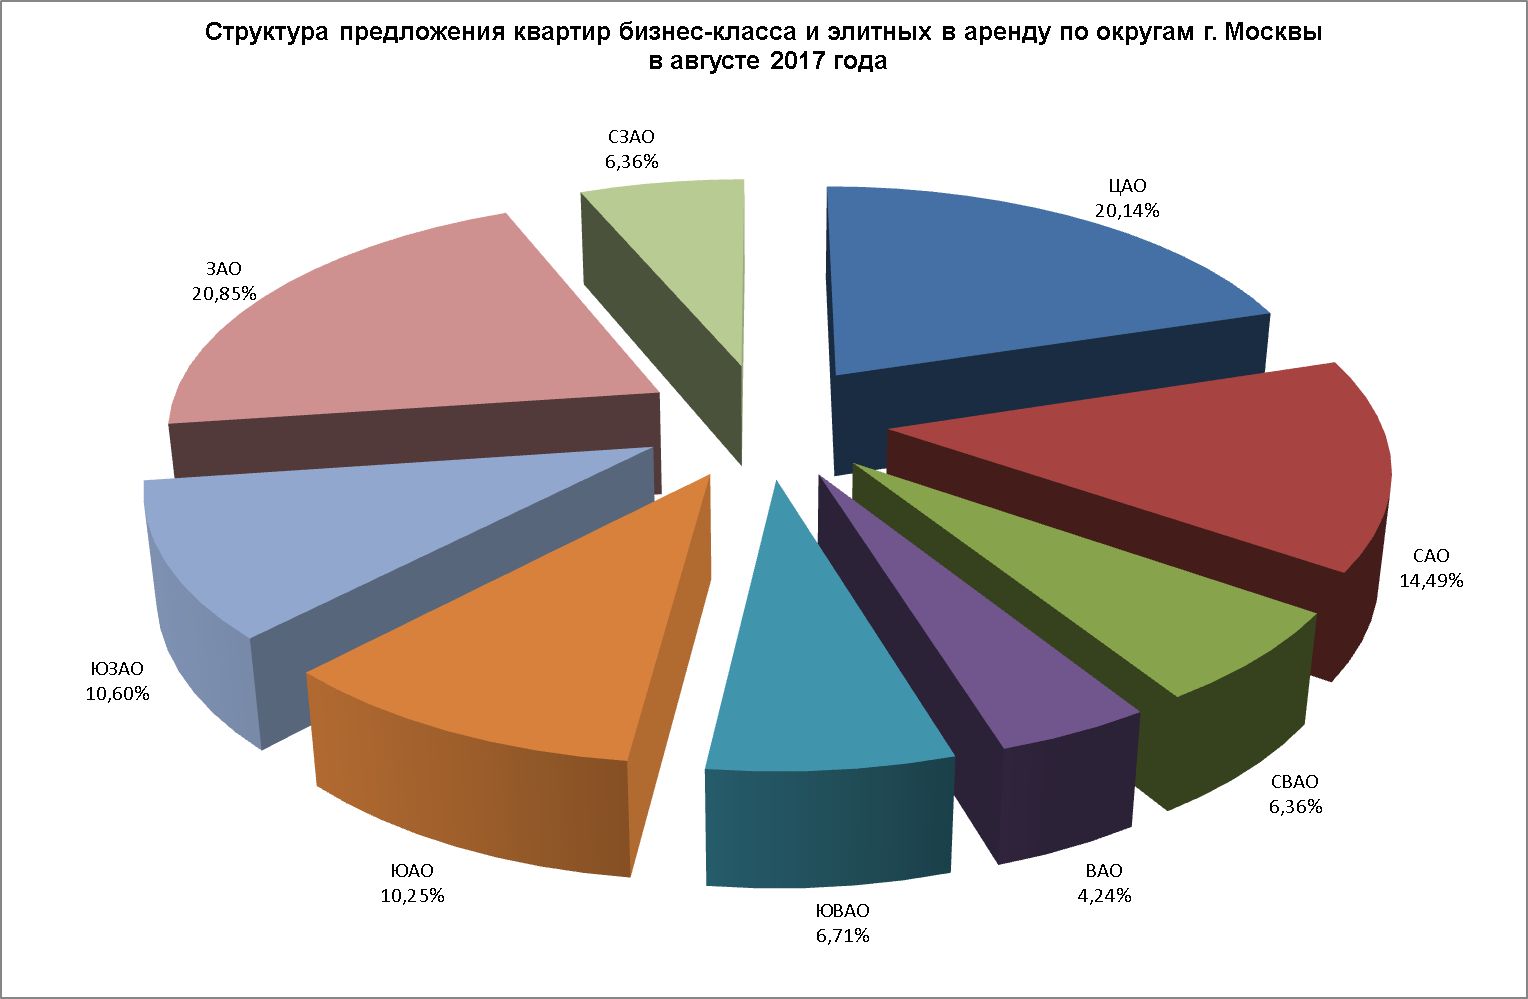 Структура предложения квартир бизнес-класса и элитных в аренду по округам г. Москвы
в августе 2017 года
СЗАО
6,36%
ЦАО
20,14%
ЗАО
20,85%
САО
14,49%
ЮЗАО
10,60%
СВАО
6,36%
ЮАО
10,25%
ВАО
4,24%
ЮВАО
6,71%